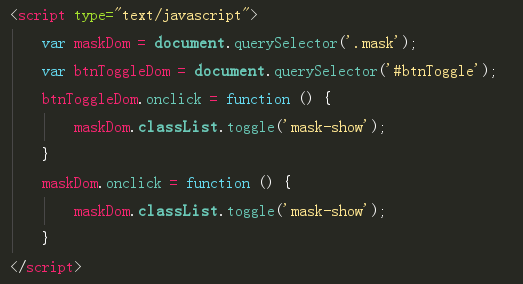 <script type="text/javascript">
var maskDom = document.querySelector('.mask');
var btnToggleDom = document.querySelector('#btnToggle');
btnToggleDom.onclick = function () {
maskDom.classList.toggle('mask-show');
}
maskDom.onclick = function () {
maskDom.classList.toggle('mask-show');
}
</script>